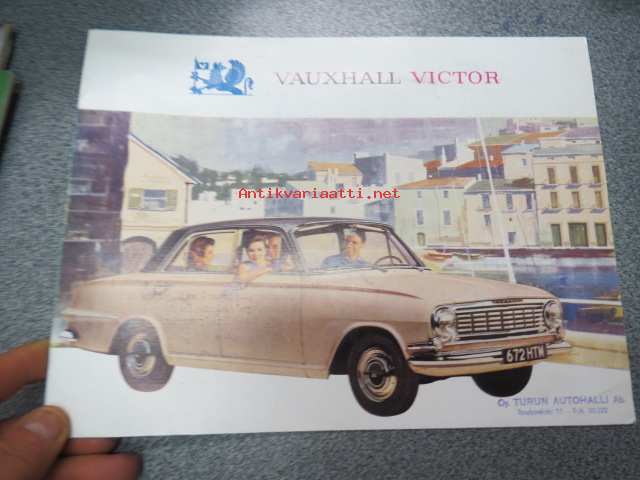 VAUXHALL VICTOR
Antikvariaatti.net
672 HTW
Oy. TURUN AUTOHALLI Ab.